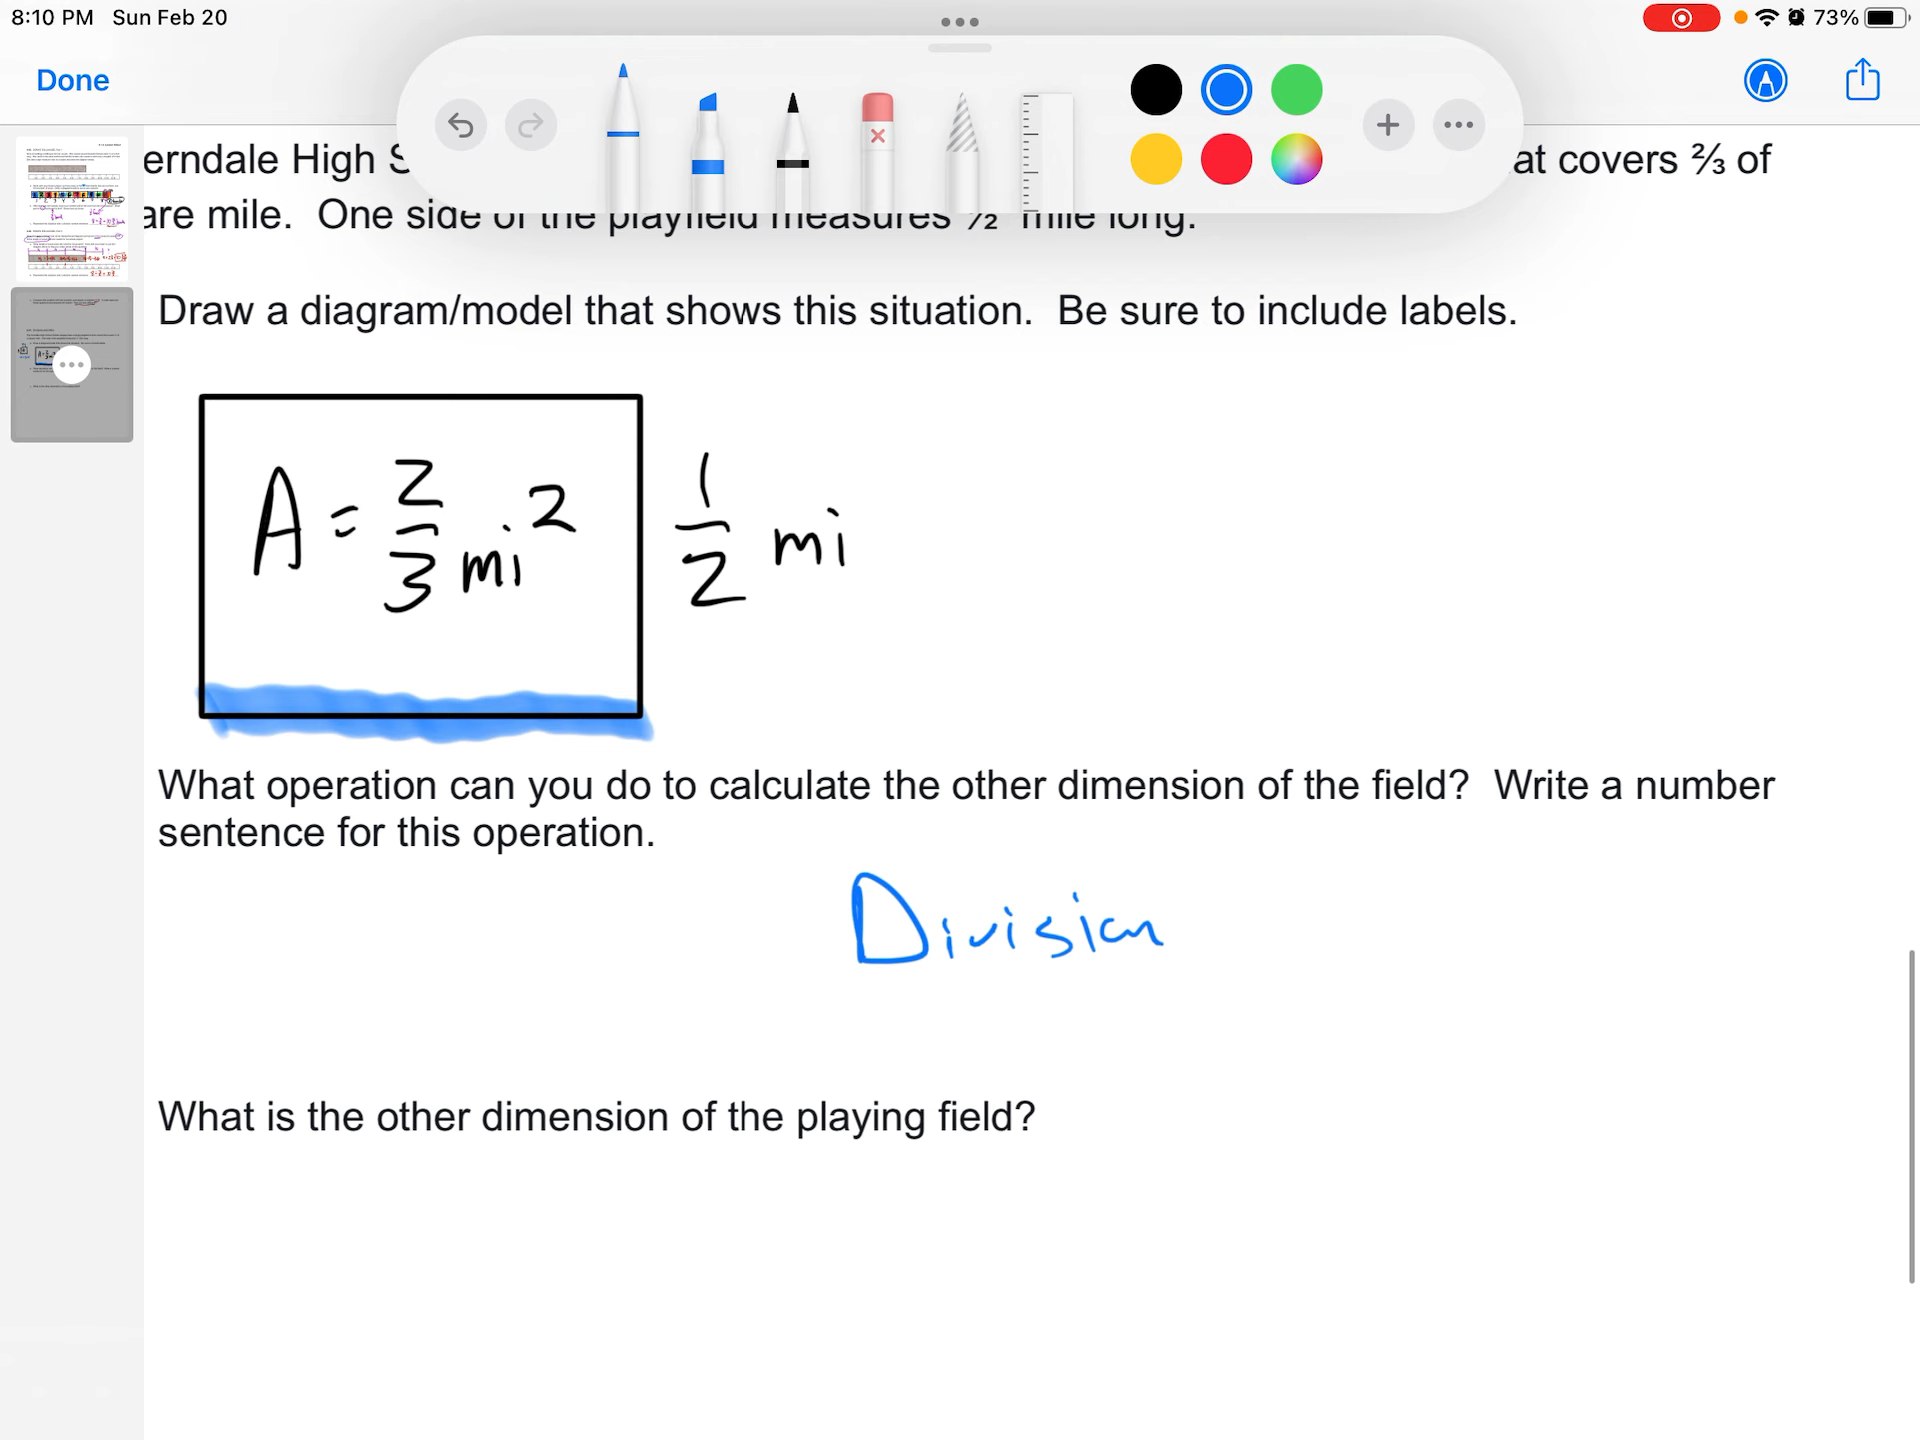 8:10 PM Sun Feb 20
73%
Done
erndale High S
at covers ⅔ of
are mile. One side of the playfield measures ½ mile long.
Draw a diagram/model that shows this situation. Be sure to include labels.
A = 2/3 mi² 1/2 mi
What operation can you do to calculate the other dimension of the field? Write a number
sentence for this operation.
Division
What is the other dimension of the playing field?